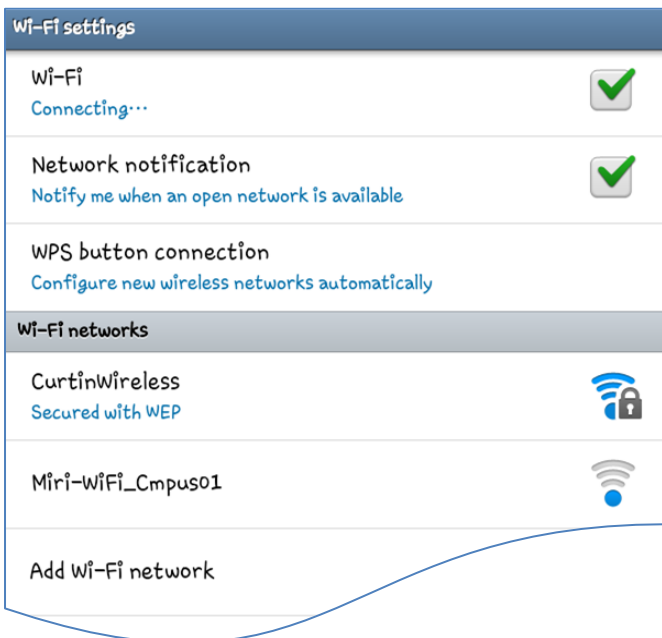 Wi-Fi settings
Wi-Fi
Connecting...
Network notification
Notify me when an open network is available
WPS button connection
Configure new wireless networks automatically
Wi-Fi networks
CurtinWireless
Secured with WEP
Miri-WiFi_Cmpus01
Add Wi-Fi network